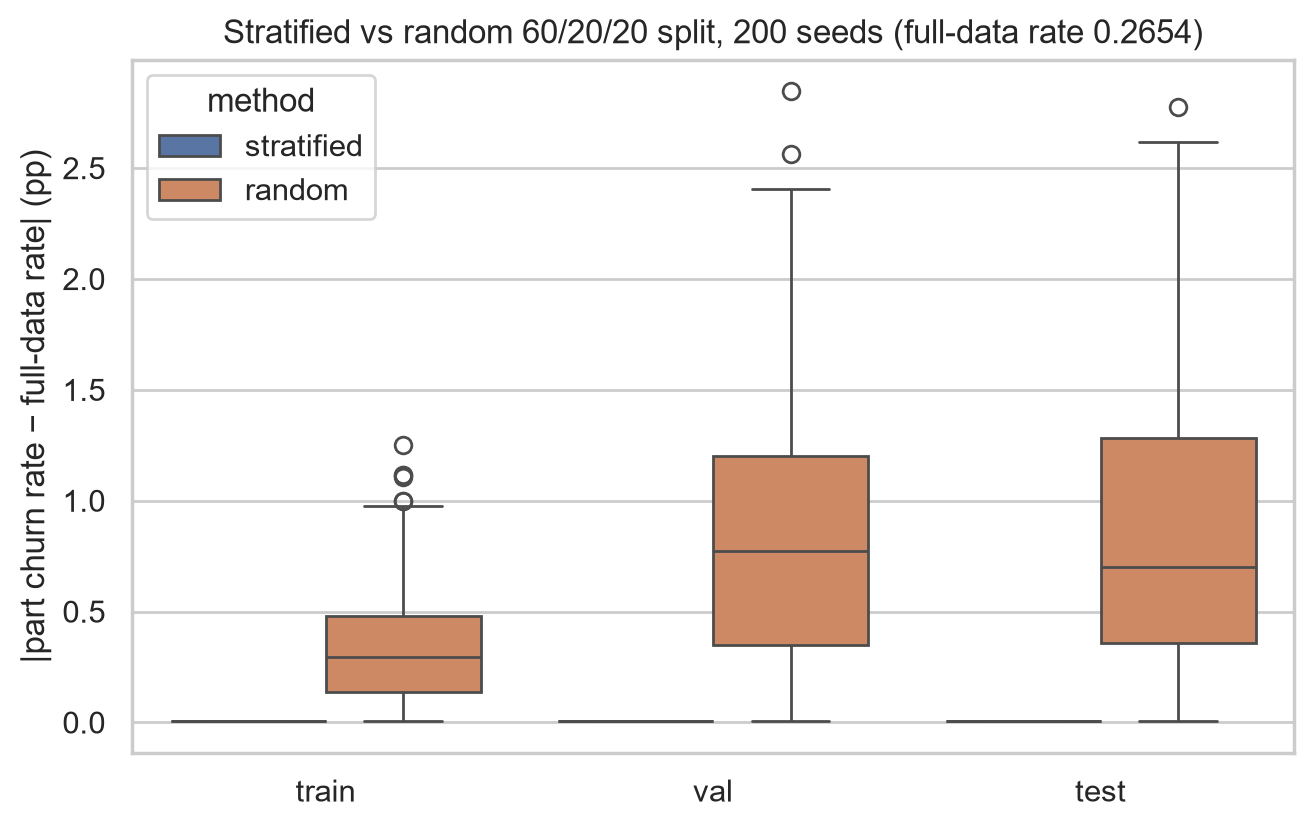 Stratified vs random 60/20/20 split, 200 seeds (full-data rate 0.2654)
method
stratified
random
|part churn rate − full-data rate| (pp)
2.5
2.0
1.5
1.0
0.5
0.0
train
val
test